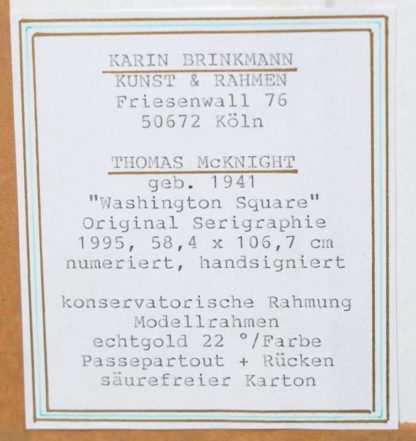 KARIN BRINKMANN
KUNST & RAHMEN
Friesenwall 76
50672 Köln
THOMAS McKNIGHT
geb. 1941
"Washington Square"
Original Serigraphie
1995, 58,4 x 106,7 cm
numeriert, handsigniert
konservatorische Rahmung
Modellrahmen
echtgold 22 °/Farbe
Passepartout + Rücken
säurefreier Karton